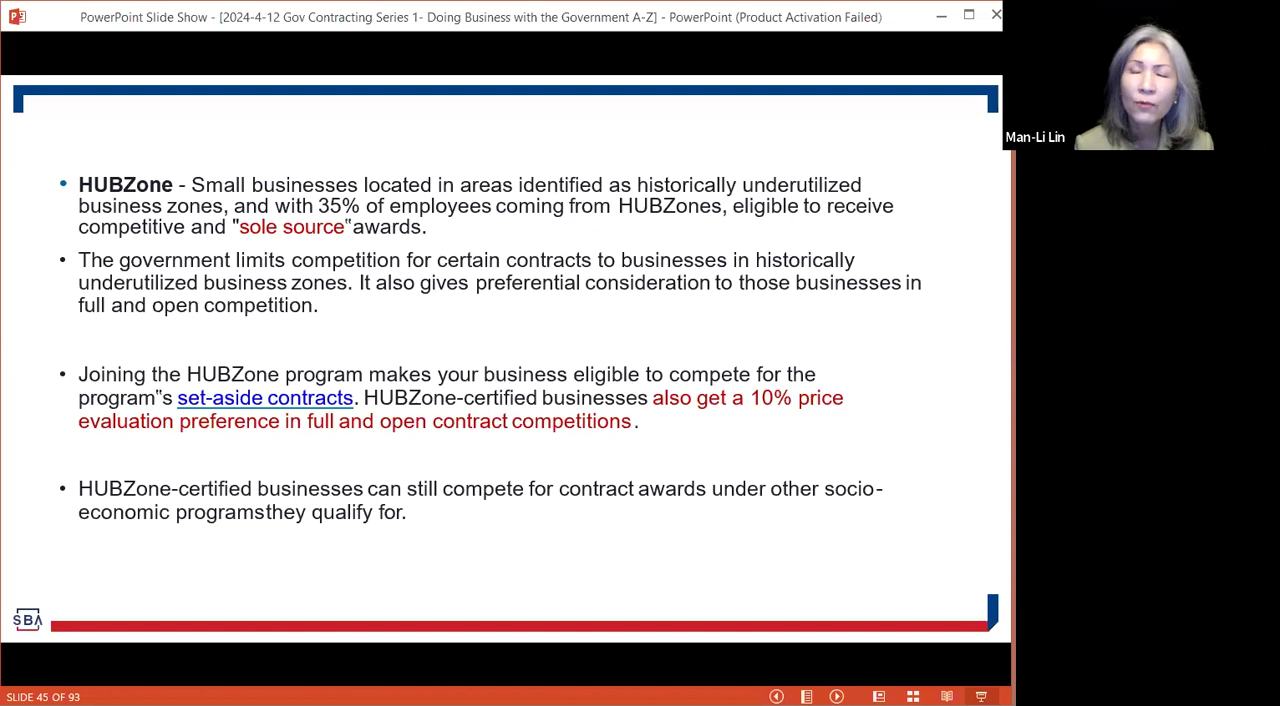 PowerPoint Slide Show - [2024-4-12 Gov Contracting Series 1- Doing Business with the Government A-Z] - PowerPoint (Product Activation Failed)
Man-Li Lin
• HUBZone - Small businesses located in areas identified as historically underutilized
business zones, and with 35% of employees coming from HUBZones, eligible to receive
competitive and "sole source‟ awards.
• The government limits competition for certain contracts to businesses in historically
underutilized business zones. It also gives preferential consideration to those businesses in
full and open competition.
• Joining the HUBZone program makes your business eligible to compete for the
program‟s set-aside contracts. HUBZone-certified businesses also get a 10% price
evaluation preference in full and open contract competitions.
• HUBZone-certified businesses can still compete for contract awards under other socio-
economic programsthey qualify for.
SBA
SLIDE 45 OF 93